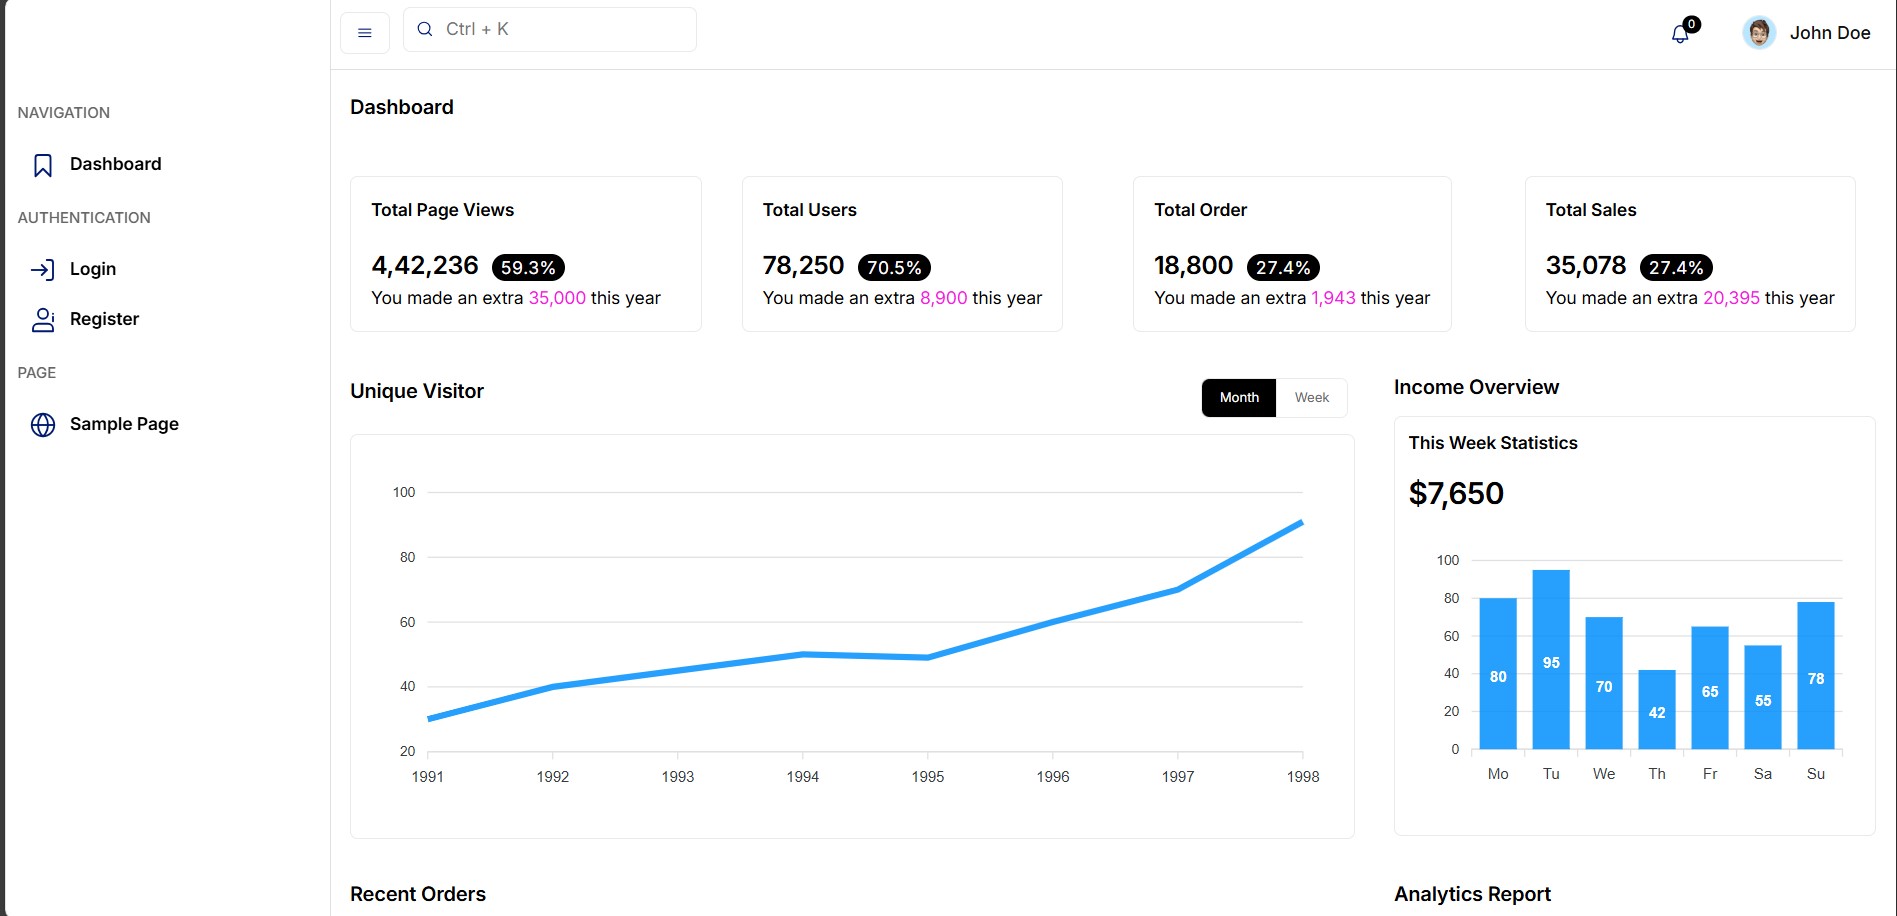 Ctrl + K
0
John Doe
NAVIGATION
Dashboard
AUTHENTICATION
Login
Register
PAGE
Sample Page
Dashboard
Total Page Views
4,42,236 59.3%
You made an extra 35,000 this year
Total Users
78,250 70.5%
You made an extra 8,900 this year
Total Order
18,800 27.4%
You made an extra 1,943 this year
Total Sales
35,078 27.4%
You made an extra 20,395 this year
Unique Visitor
Month Week
100
80
60
40
20
1991 1992 1993 1994 1995 1996 1997 1998
Income Overview
This Week Statistics
$7,650
100
80
60
40
20
0
80 95 70 42 65 55 78
Mo Tu We Th Fr Sa Su
Recent Orders
Analytics Report